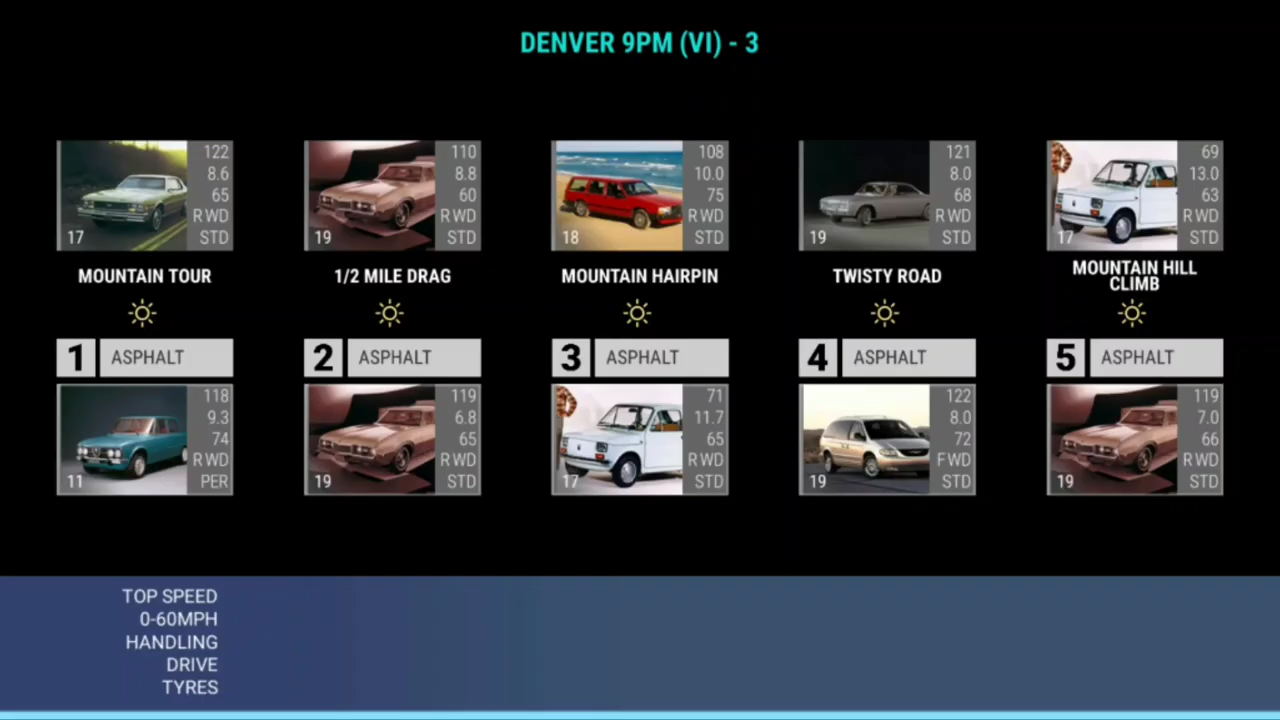 DENVER 9PM (VI) - 3
122
8.6
65
RWD
STD
17
110
8.8
60
RWD
STD
19
108
10.0
75
RWD
STD
18
121
8.0
68
RWD
STD
19
69
13.0
63
RWD
STD
17
MOUNTAIN TOUR
1/2 MILE DRAG
MOUNTAIN HAIRPIN
TWISTY ROAD
MOUNTAIN HILL
CLIMB
1 ASPHALT
2 ASPHALT
3 ASPHALT
4 ASPHALT
5 ASPHALT
118
9.3
74
RWD
PER
11
119
6.8
65
RWD
STD
19
71
11.7
65
RWD
STD
17
122
8.0
72
FWD
STD
19
119
7.0
66
RWD
STD
19
TOP SPEED
0-60MPH
HANDLING
DRIVE
TYRES